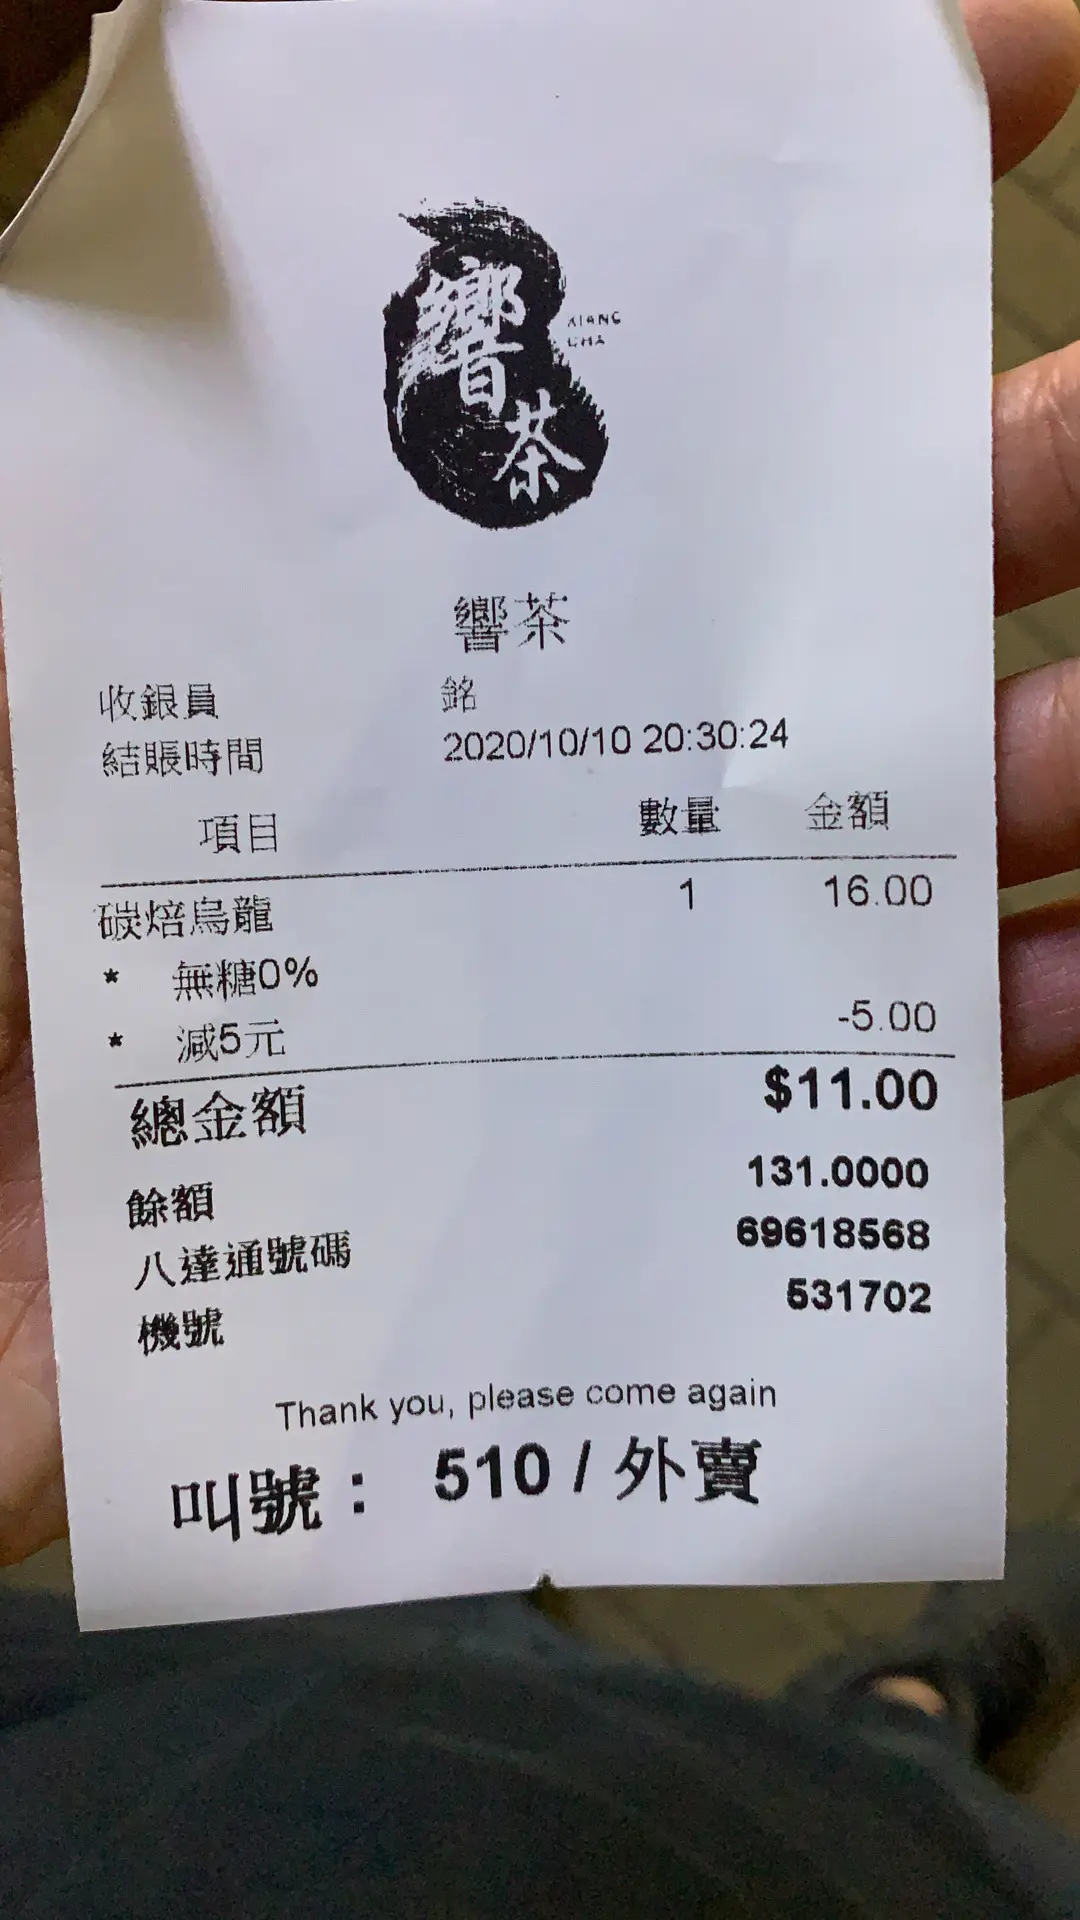 響茶
XIANG
CHA
響茶
收銀員 銘
結賬時間 2020/10/10 20:30:24
項目 數量 金額
碳焙烏龍 1 16.00
* 無糖0%
* 減5元 -5.00
總金額 $11.00
餘額 131.0000
八達通號碼 69618568
機號 531702
Thank you, please come again
叫號： 510 / 外賣